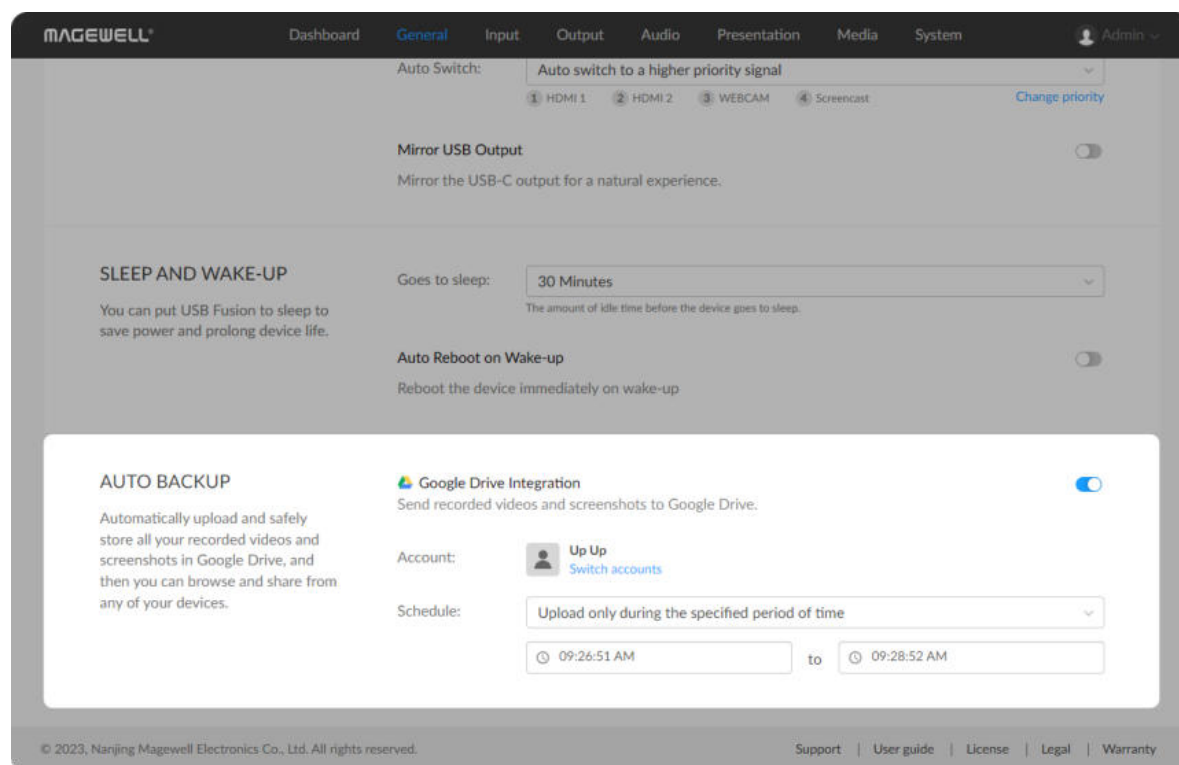 MAGEWELL®
Dashboard General Input Output Audio Presentation Media System Admin
Auto Switch: Auto switch to a higher priority signal
1 HDMI 1 2 HDMI 2 3 WEBCAM 4 Screencast Change priority
Mirror USB Output
Mirror the USB-C output for a natural experience.
SLEEP AND WAKE-UP
You can put USB Fusion to sleep to
save power and prolong device life.
Goes to sleep: 30 Minutes
The amount of idle time before the device goes to sleep.
Auto Reboot on Wake-up
Reboot the device immediately on wake-up
AUTO BACKUP
Automatically upload and safely
store all your recorded videos and
screenshots in Google Drive, and
then you can browse and share from
any of your devices.
Google Drive Integration
Send recorded videos and screenshots to Google Drive.
Account: Up Up
Switch accounts
Schedule: Upload only during the specified period of time
09:26:51 AM to 09:28:52 AM
© 2023, Nanjing Magewell Electronics Co., Ltd. All rights reserved.
Support | User guide | License | Legal | Warranty